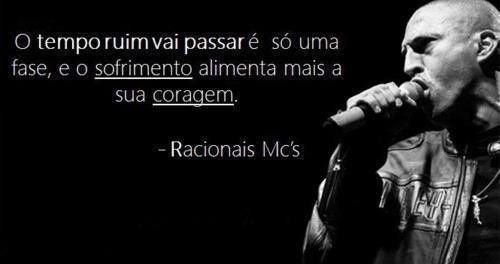 O tempo ruim vai passar é só uma
fase, e o sofrimento alimenta mais a
sua coragem.
- Racionais Mc's